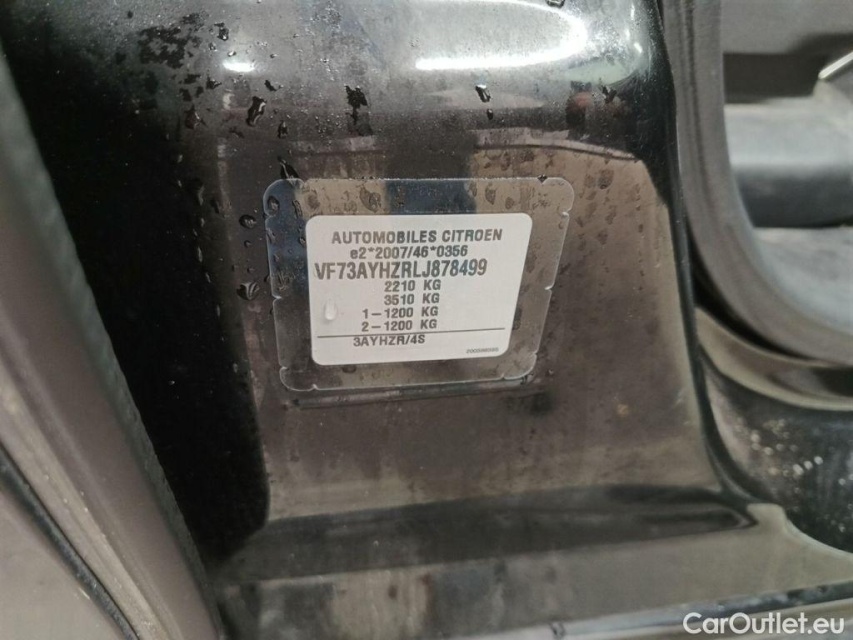 AUTOMOBILES CITROEN
e2*2007/46*0356
VF73AYHZRLJ878499
2210 KG
3510 KG
1-1200 KG
2-1200 KG
3AYHZR/4S
CarOutlet.eu